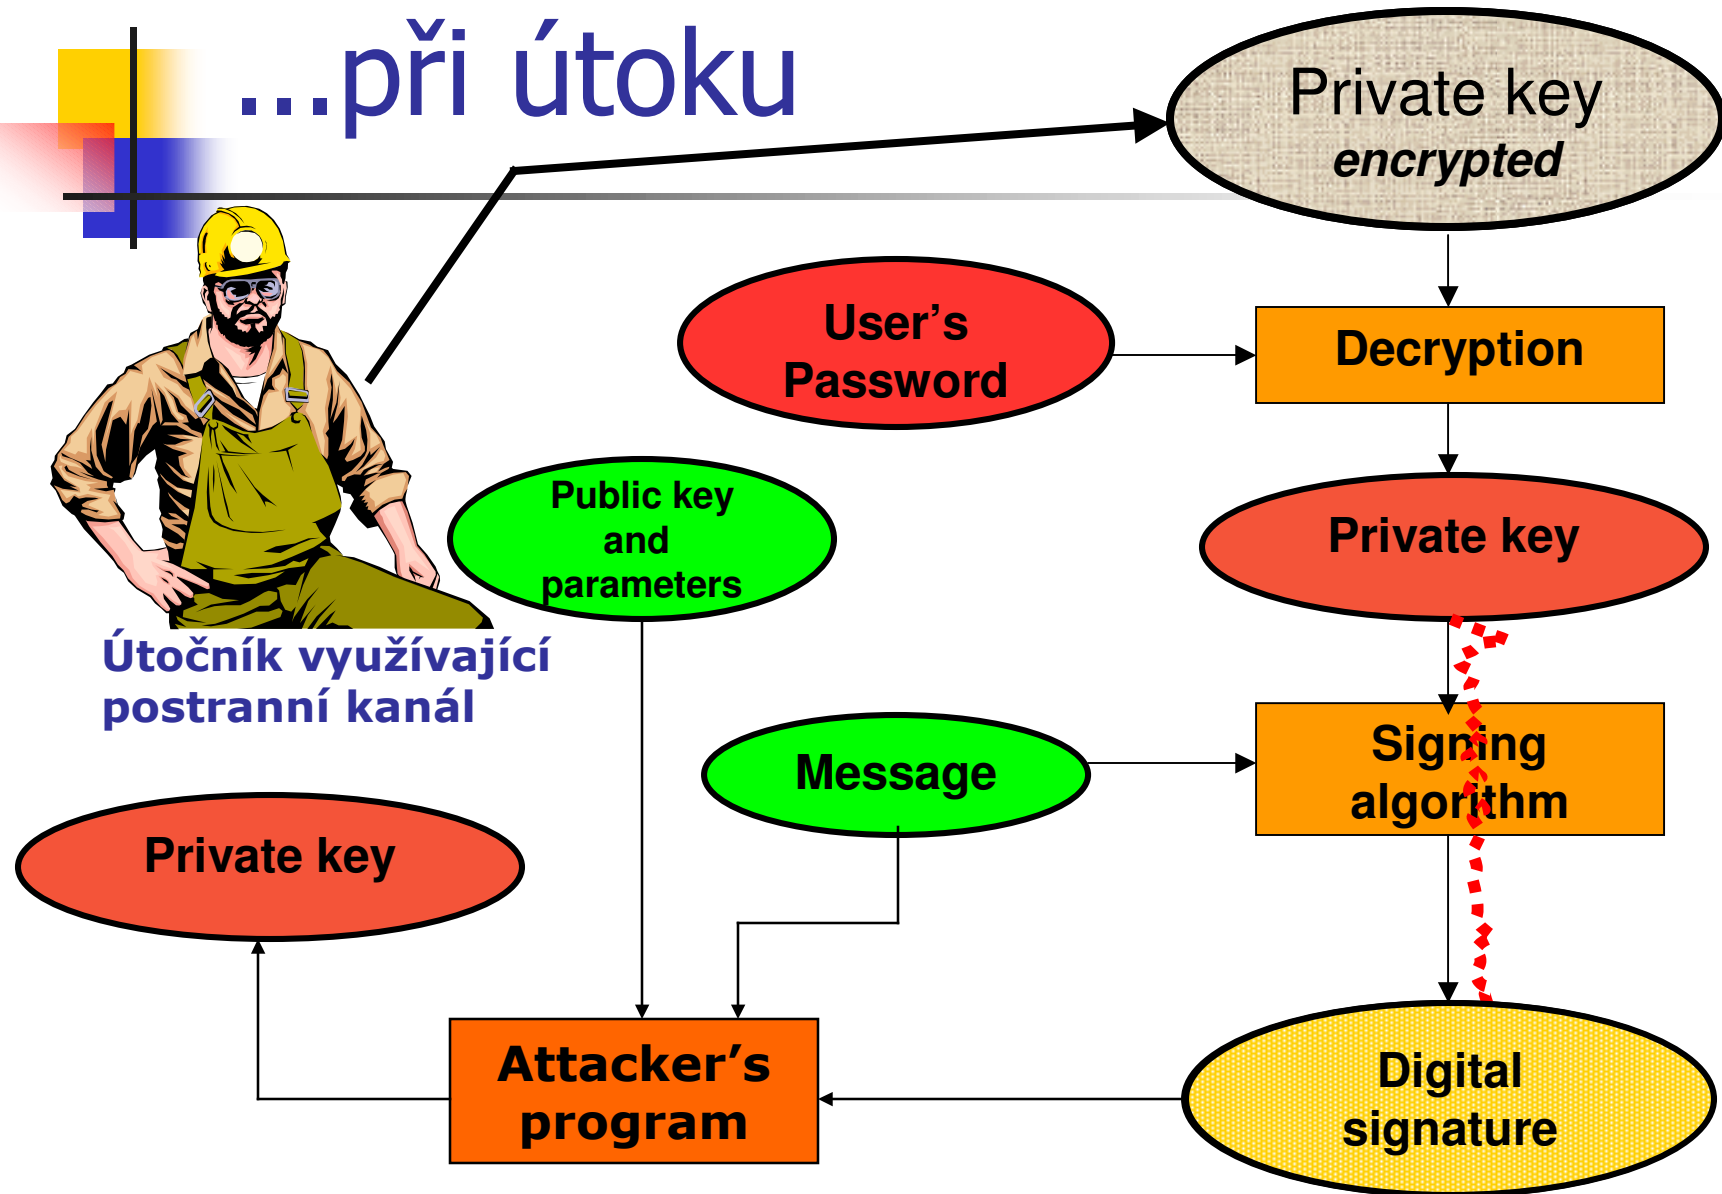 ...při útoku
Private key
encrypted
User's
Password
Decryption
Public key
and
parameters
Private key
Útočník využívající
postranní kanál
Message
Signing
algorithm
Private key
Attacker's
program
Digital
signature